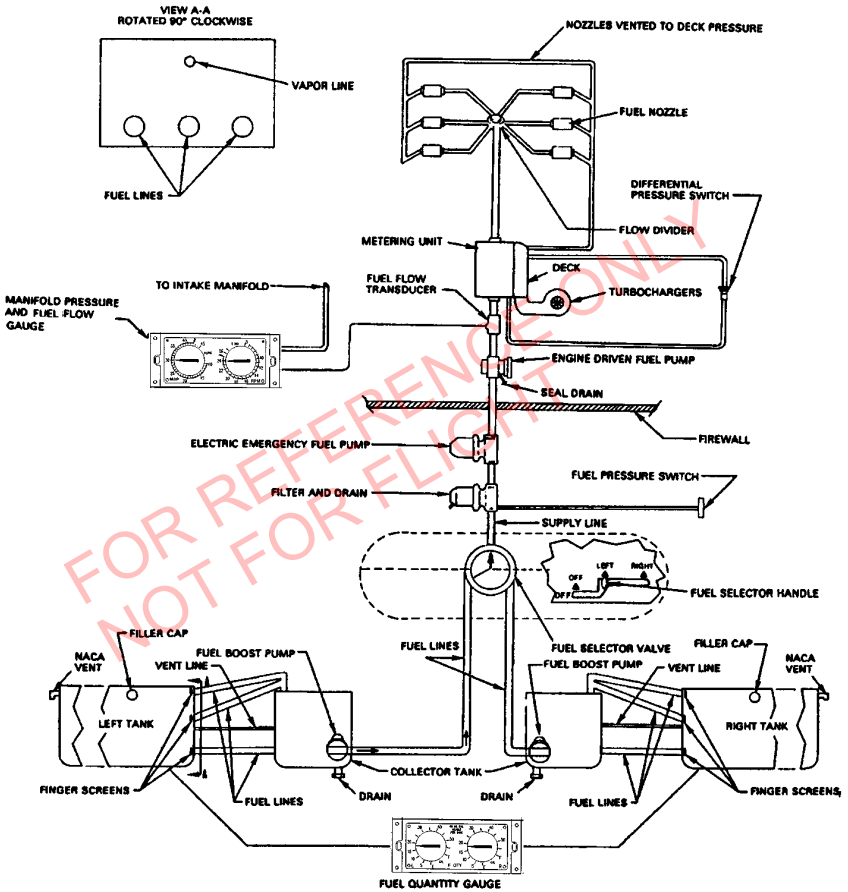 VIEW A-A
ROTATED 90° CLOCKWISE
VAPOR LINE
FUEL LINES
NOZZLES VENTED TO DECK PRESSURE
FUEL NOZZLE
DIFFERENTIAL
PRESSURE SWITCH
FLOW DIVIDER
METERING UNIT
DECK
TURBOCHARGERS
FUEL FLOW
TRANSDUCER
TO INTAKE MANIFOLD
MANIFOLD PRESSURE
AND FUEL FLOW
GAUGE
ENGINE DRIVEN FUEL PUMP
SEAL DRAIN
FIREWALL
ELECTRIC EMERGENCY FUEL PUMP
FUEL PRESSURE SWITCH
FILTER AND DRAIN
SUPPLY LINE
OFF
LEFT
RIGHT
OFF
FUEL SELECTOR HANDLE
FUEL LINES
FUEL SELECTOR VALVE
NACA
VENT
FILLER CAP
VENT LINE
FUEL BOOST PUMP
FUEL BOOST PUMP
VENT LINE
FILLER CAP
NACA
VENT
LEFT TANK
A
A
RIGHT TANK
COLLECTOR TANK
FINGER SCREENS
FUEL LINES
DRAIN
DRAIN
FUEL LINES
FINGER SCREENS
FUEL QUANTITY GAUGE
FOR REFERENCE ONLY
NOT FOR FLIGHT